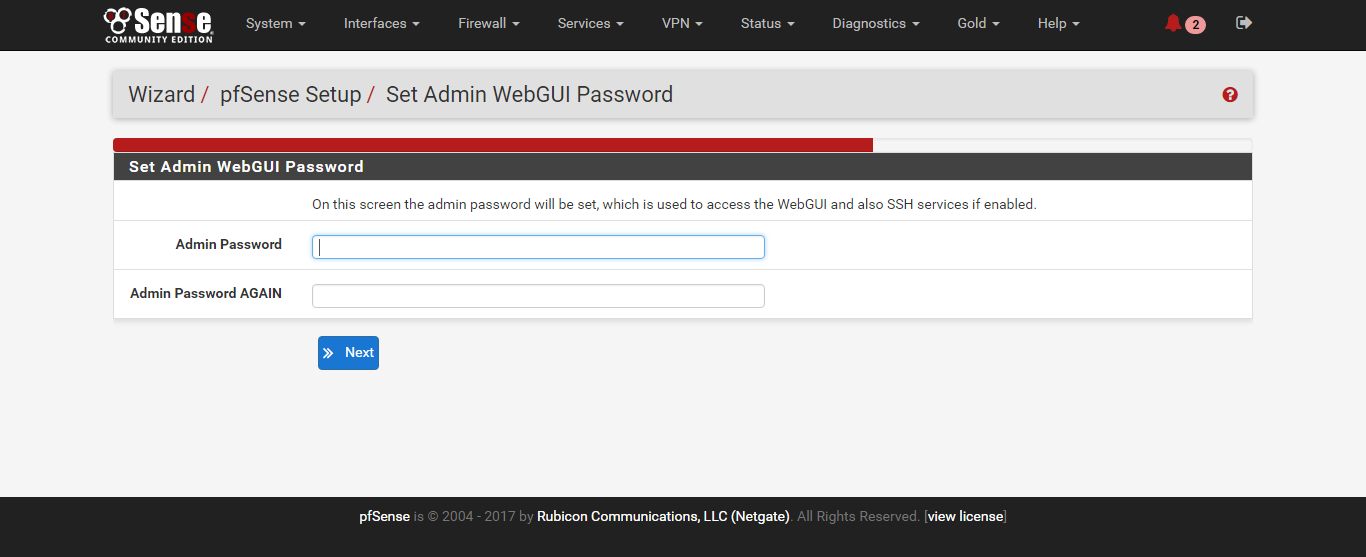 Sense
COMMUNITY EDITION
System Interfaces Firewall Services VPN Status Diagnostics Gold Help 2
Wizard / pfSense Setup / Set Admin WebGUI Password
Set Admin WebGUI Password
On this screen the admin password will be set, which is used to access the WebGUI and also SSH services if enabled.
Admin Password
Admin Password AGAIN
Next
pfSense is © 2004 - 2017 by Rubicon Communications, LLC (Netgate). All Rights Reserved. [view license]